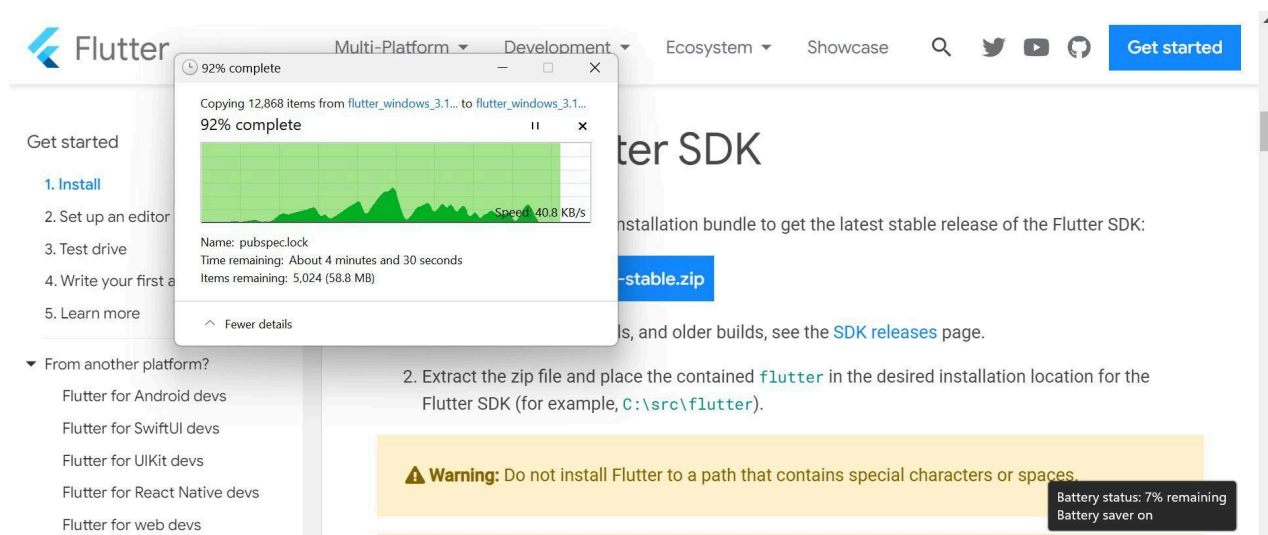 Flutter
Multi-Platform
Development
Ecosystem
Showcase
Get started
92% complete
Copying 12,868 items from flutter_windows_3.1... to flutter_windows_3.1...
92% complete
Speed: 40.8 KB/s
Name: pubspec.lock
Time remaining: About 4 minutes and 30 seconds
Items remaining: 5,024 (58.8 MB)
Fewer details
Get started
1. Install
2. Set up an editor
3. Test drive
4. Write your first
5. Learn more
From another platform?
Flutter for Android devs
Flutter for SwiftUI devs
Flutter for UIKit devs
Flutter for React Native devs
Flutter for web devs
SDK
installation bundle to get the latest stable release of the Flutter SDK:
-stable.zip
and older builds, see the SDK releases page.
2. Extract the zip file and place the contained flutter in the desired installation location for the
Flutter SDK (for example, C:\src\flutter).
Warning: Do not install Flutter to a path that contains special characters or spaces.
Battery status: 7% remaining
Battery saver on